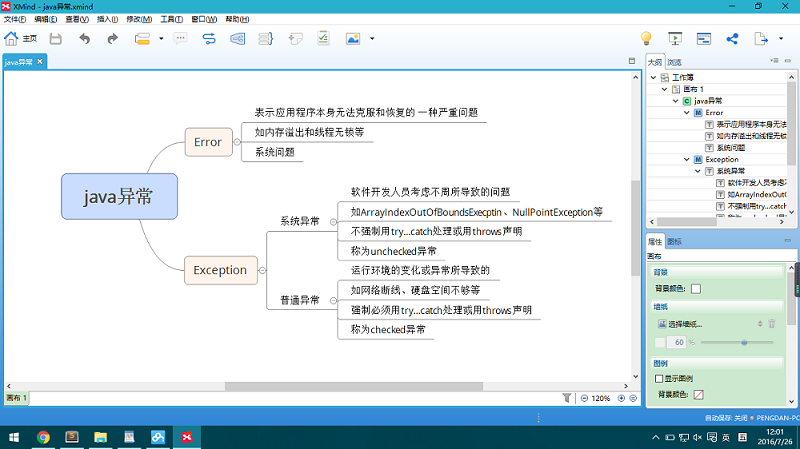 XMind - java异常.xmind
文件(F) 编辑(E) 查看(V) 插入(I) 修改(M) 工具(T) 窗口(W) 帮助(H)
主页
java异常
java异常
Error
表示应用程序本身无法克服和恢复的 一种严重问题
如内存溢出和线程无锁等
系统问题
Exception
系统异常
软件开发人员考虑不周所导致的问题
如ArrayIndexOutOfBoundsExecptin、NullPointException等
不强制用try...catch处理或用throws声明
称为unchecked异常
普通异常
运行环境的变化或异常所导致的
如网络断线、硬盘空间不够等
强制必须用try...catch处理或用throws声明
称为checked异常
画布 1
120%
大纲 浏览
工作簿
画布 1
java异常
Error
表示应用程序本身无法
如内存溢出和线程无锁
系统问题
Exception
系统异常
软件开发人员考虑不
如ArrayIndexOutO
不强制用try...catch
属性 图标
画布
背景
背景颜色:
墙纸
选择墙纸...
60 %
图例
显示图例
背景颜色:
自动保存: 关闭 PENGDAN-PC
英
五
12:01
2016/7/26